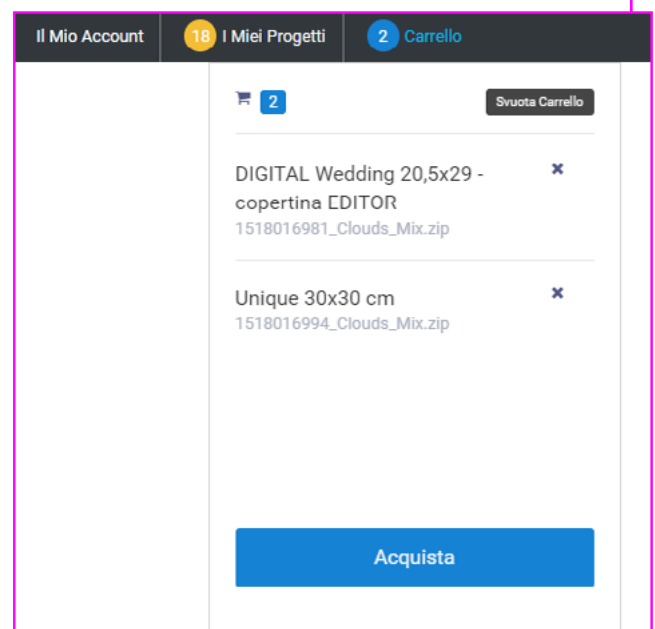 Il Mio Account 18 I Miei Progetti 2 Carrello
2 Svuota Carrello
DIGITAL Wedding 20,5x29 -
copertina EDITOR
1518016981_Clouds_Mix.zip
Unique 30x30 cm
1518016994_Clouds_Mix.zip
Acquista